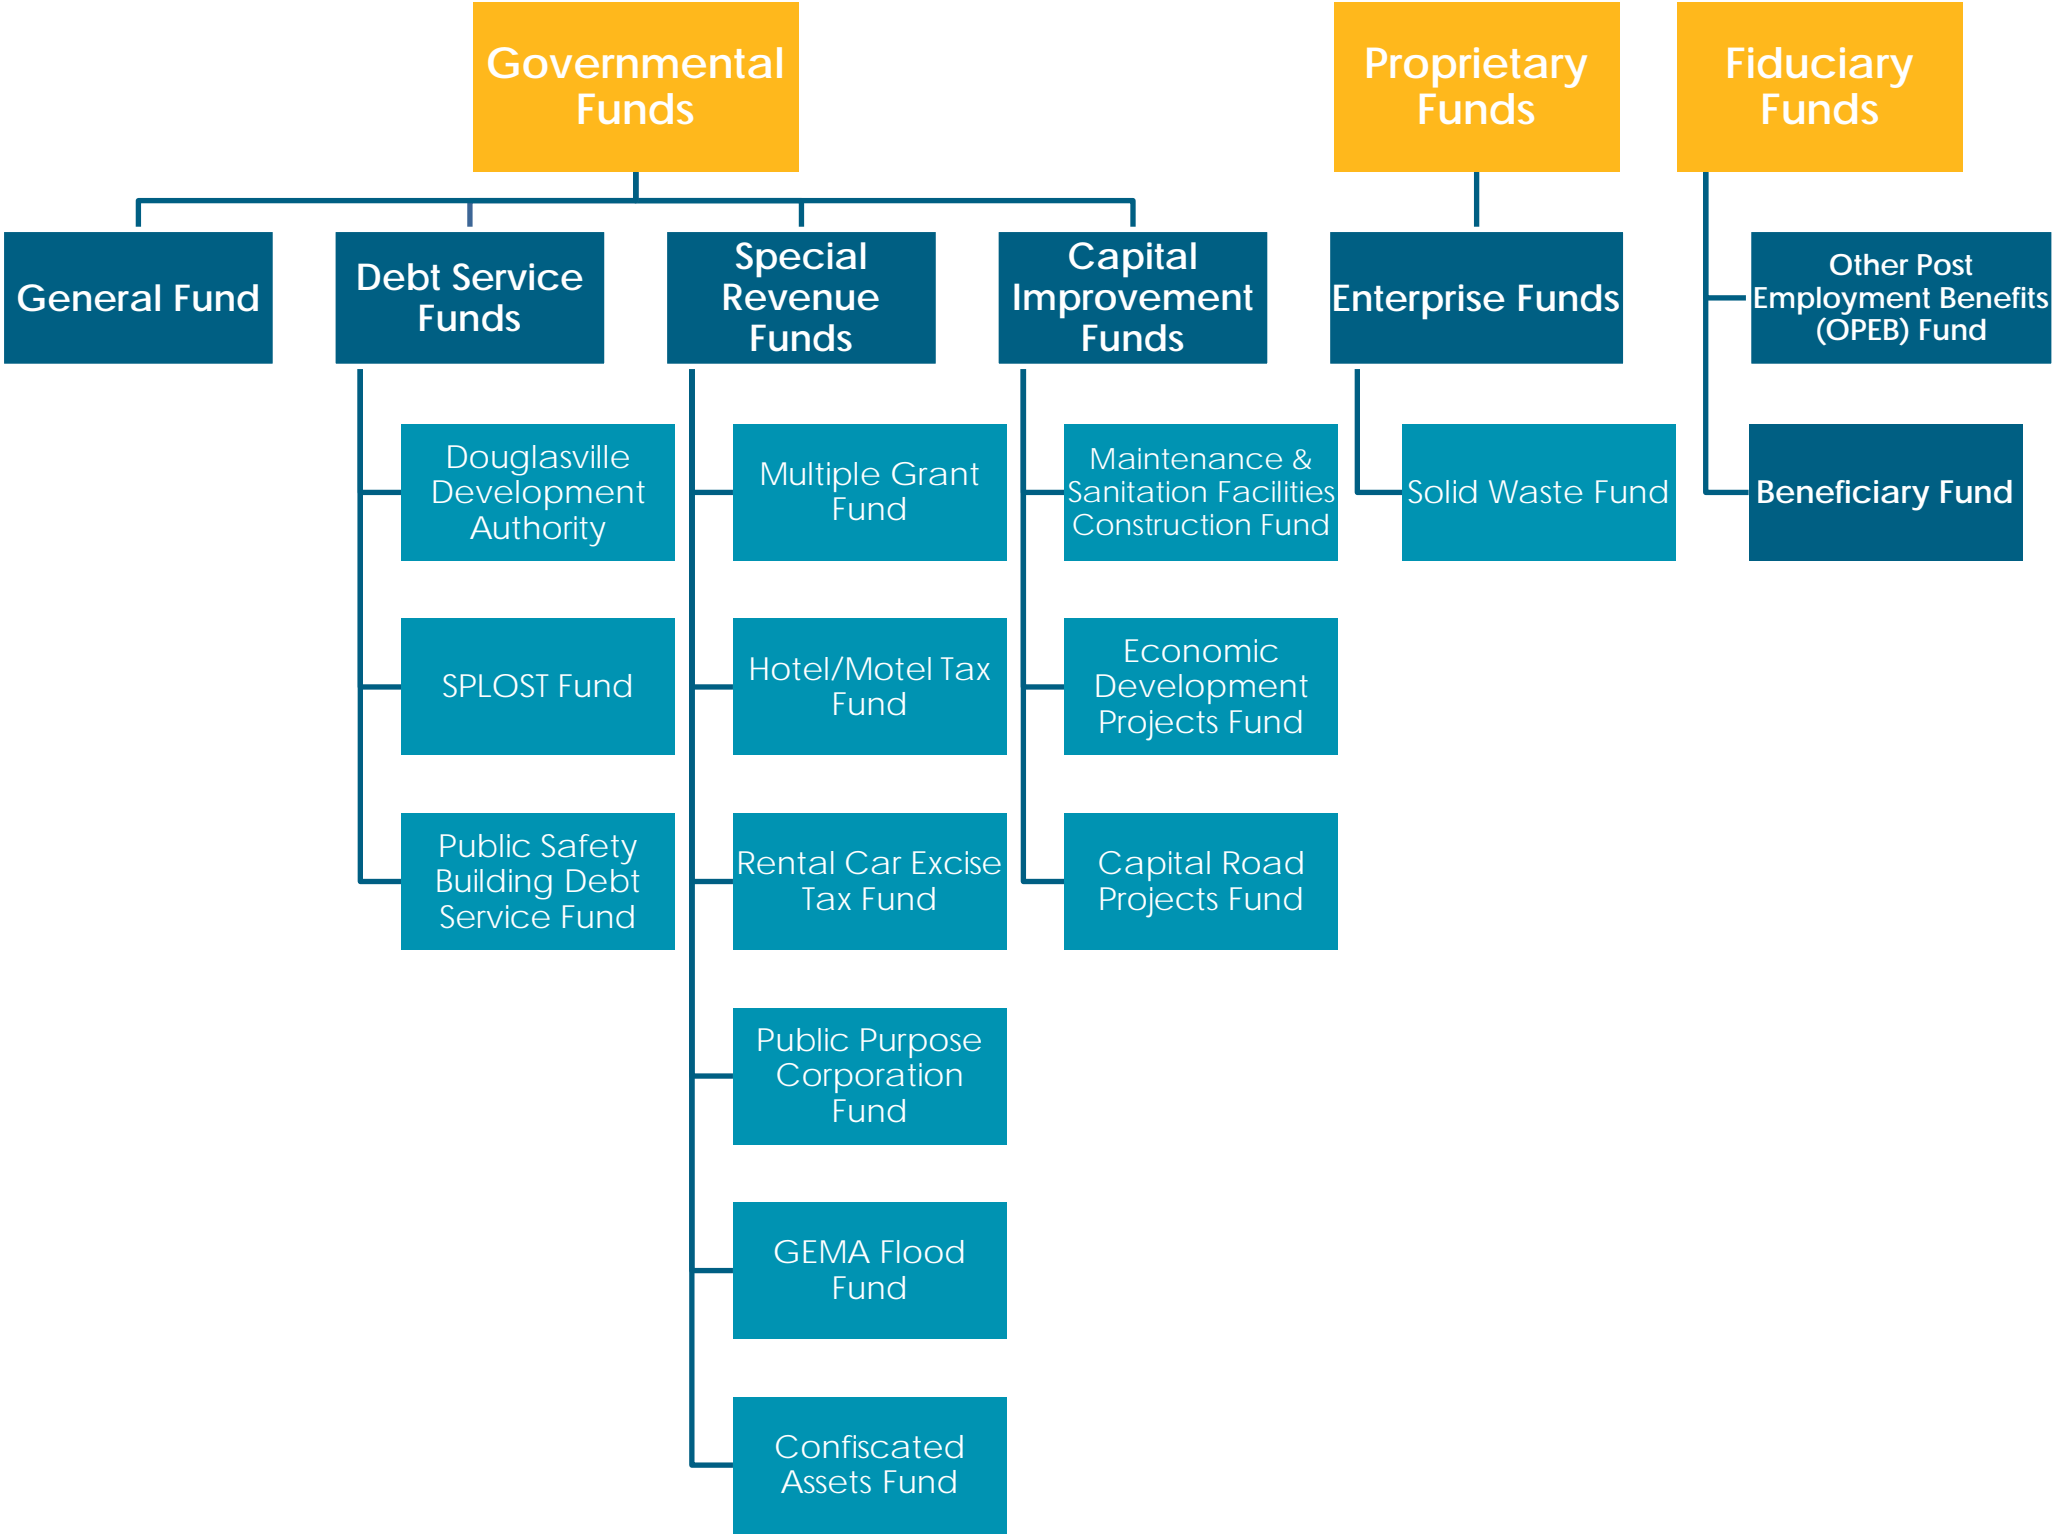 Governmental
Funds
Proprietary
Funds
Fiduciary
Funds
General Fund
Debt Service
Funds
Special
Revenue
Funds
Capital
Improvement
Funds
Enterprise Funds
Other Post
Employment Benefits
(OPEB) Fund
Douglasville
Development
Authority
Multiple Grant
Fund
Maintenance &
Sanitation Facilities
Construction Fund
Solid Waste Fund
Beneficiary Fund
SPLOST Fund
Hotel/Motel Tax
Fund
Economic
Development
Projects Fund
Public Safety
Building Debt
Service Fund
Rental Car Excise
Tax Fund
Capital Road
Projects Fund
Public Purpose
Corporation
Fund
GEMA Flood
Fund
Confiscated
Assets Fund